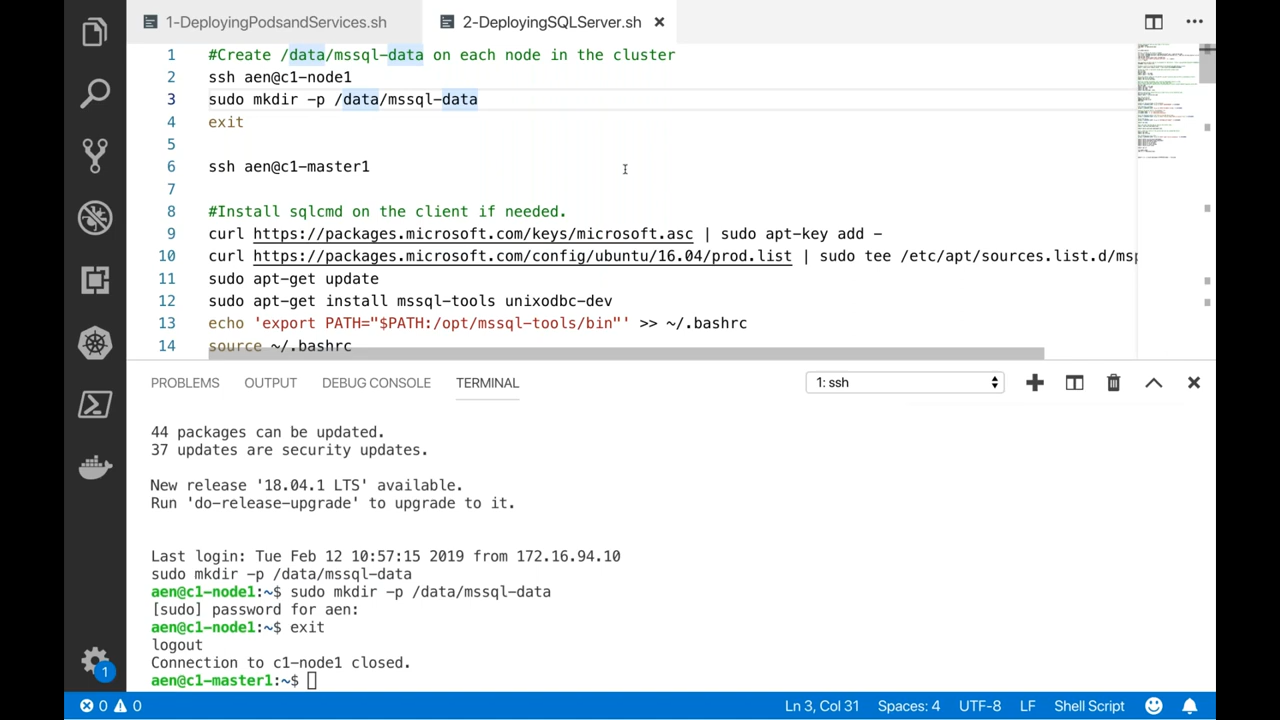 1-DeployingPodsandServices.sh
2-DeployingSQLServer.sh
1 #Create /data/mssql-data on each node in the cluster
2 ssh aen@c1-node1
3 sudo mkdir -p /data/mssql-data
4 exit
5
6 ssh aen@c1-master1
7
8 #Install sqlcmd on the client if needed.
9 curl https://packages.microsoft.com/keys/microsoft.asc | sudo apt-key add -
10 curl https://packages.microsoft.com/config/ubuntu/16.04/prod.list | sudo tee /etc/apt/sources.list.d/msp
11 sudo apt-get update
12 sudo apt-get install mssql-tools unixodbc-dev
13 echo 'export PATH="$PATH:/opt/mssql-tools/bin"' >> ~/.bashrc
14 source ~/.bashrc
PROBLEMS OUTPUT DEBUG CONSOLE TERMINAL 1: ssh
44 packages can be updated.
37 updates are security updates.
New release '18.04.1 LTS' available.
Run 'do-release-upgrade' to upgrade to it.
Last login: Tue Feb 12 10:57:15 2019 from 172.16.94.10
sudo mkdir -p /data/mssql-data
aen@c1-node1:~$ sudo mkdir -p /data/mssql-data
[sudo] password for aen:
aen@c1-node1:~$ exit
logout
Connection to c1-node1 closed.
aen@c1-master1:~$
1
0 0 Ln 3, Col 31 Spaces: 4 UTF-8 LF Shell Script